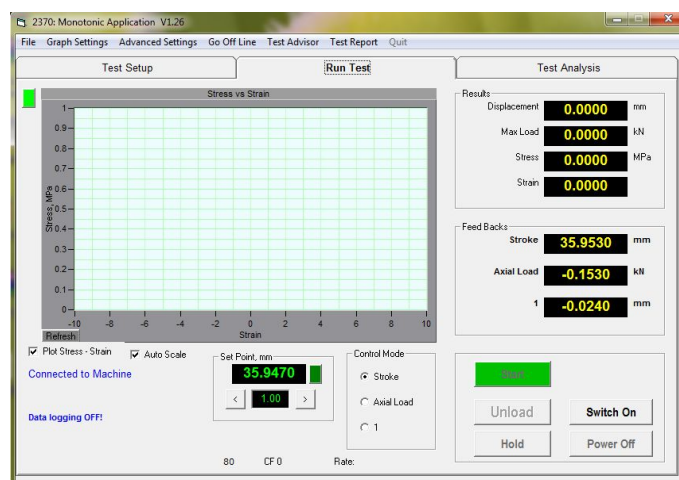 2370: Monotonic Application V1.26
File Graph Settings Advanced Settings Go Off Line Test Advisor Test Report Quit
Test Setup Run Test Test Analysis
Stress vs Strain
Stress, MPa
1
0.9
0.8
0.7
0.6
0.5
0.4
0.3
0.2
0.1
0
-10 -8 -6 -4 -2 0 2 4 6 8 10
Refresh Strain
Results
Displacement 0.0000 mm
Max Load 0.0000 kN
Stress 0.0000 MPa
Strain 0.0000
Feed Backs
Stroke 35.9530 mm
Axial Load -0.1530 kN
1 -0.0240 mm
Plot Stress - Strain Auto Scale
Connected to Machine
Data logging OFF!
Set Point, mm
35.9470
< 1.00 >
Control Mode
Stroke
Axial Load
1
Start
Unload Switch On
Hold Power Off
80 CF 0 Rate: